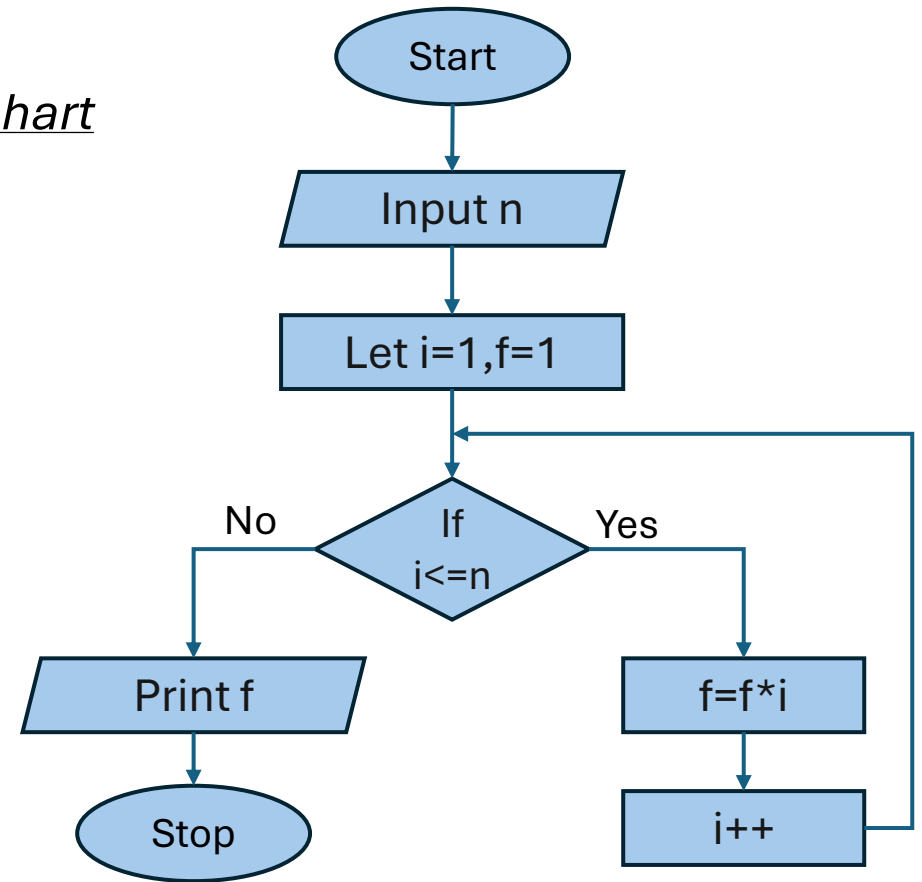 hart
Start
Input n
Let i=1,f=1
If
i<=n
No
Yes
Print f
f=f*i
Stop
i++